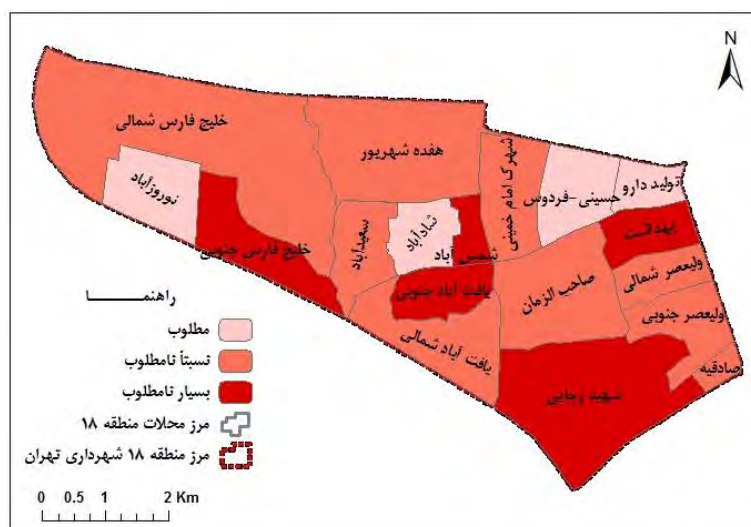 N
خلیج فارس شمالی
هفده شهریور
شهرک امام خمینی
حسینی-فردوس
تولید دارو
نوروزآباد
شادآباد
بهداشت
سعیدآباد
شمس آباد
خلیج فارس جنوبی
ولیعصر شمالی
صاحب الزمان
یافت آباد جنوبی
ولیعصر جنوبی
یافت آباد شمالی
صادقیه
شهید رجایی
راهنما
مطلوب
نسبتاً نامطلوب
بسیار نامطلوب
مرز محلات منطقه ۱۸
مرز منطقه ۱۸ شهرداری تهران
0 0.5 1 2 Km